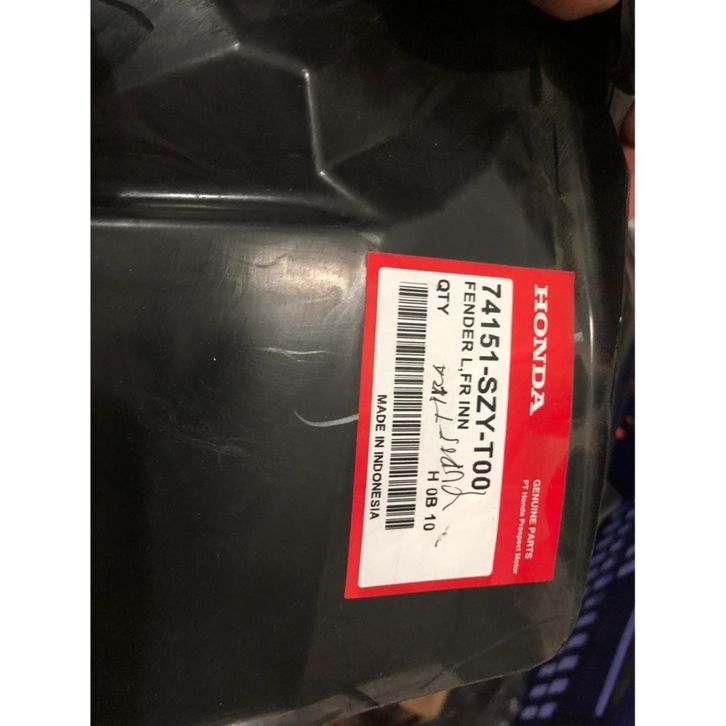 HONDA
GENUINE PARTS
PT Honda Prospect Motor
74151-SZY-T00
FENDER L,FR INN
QTY
H 0B 10
MADE IN INDONESIA